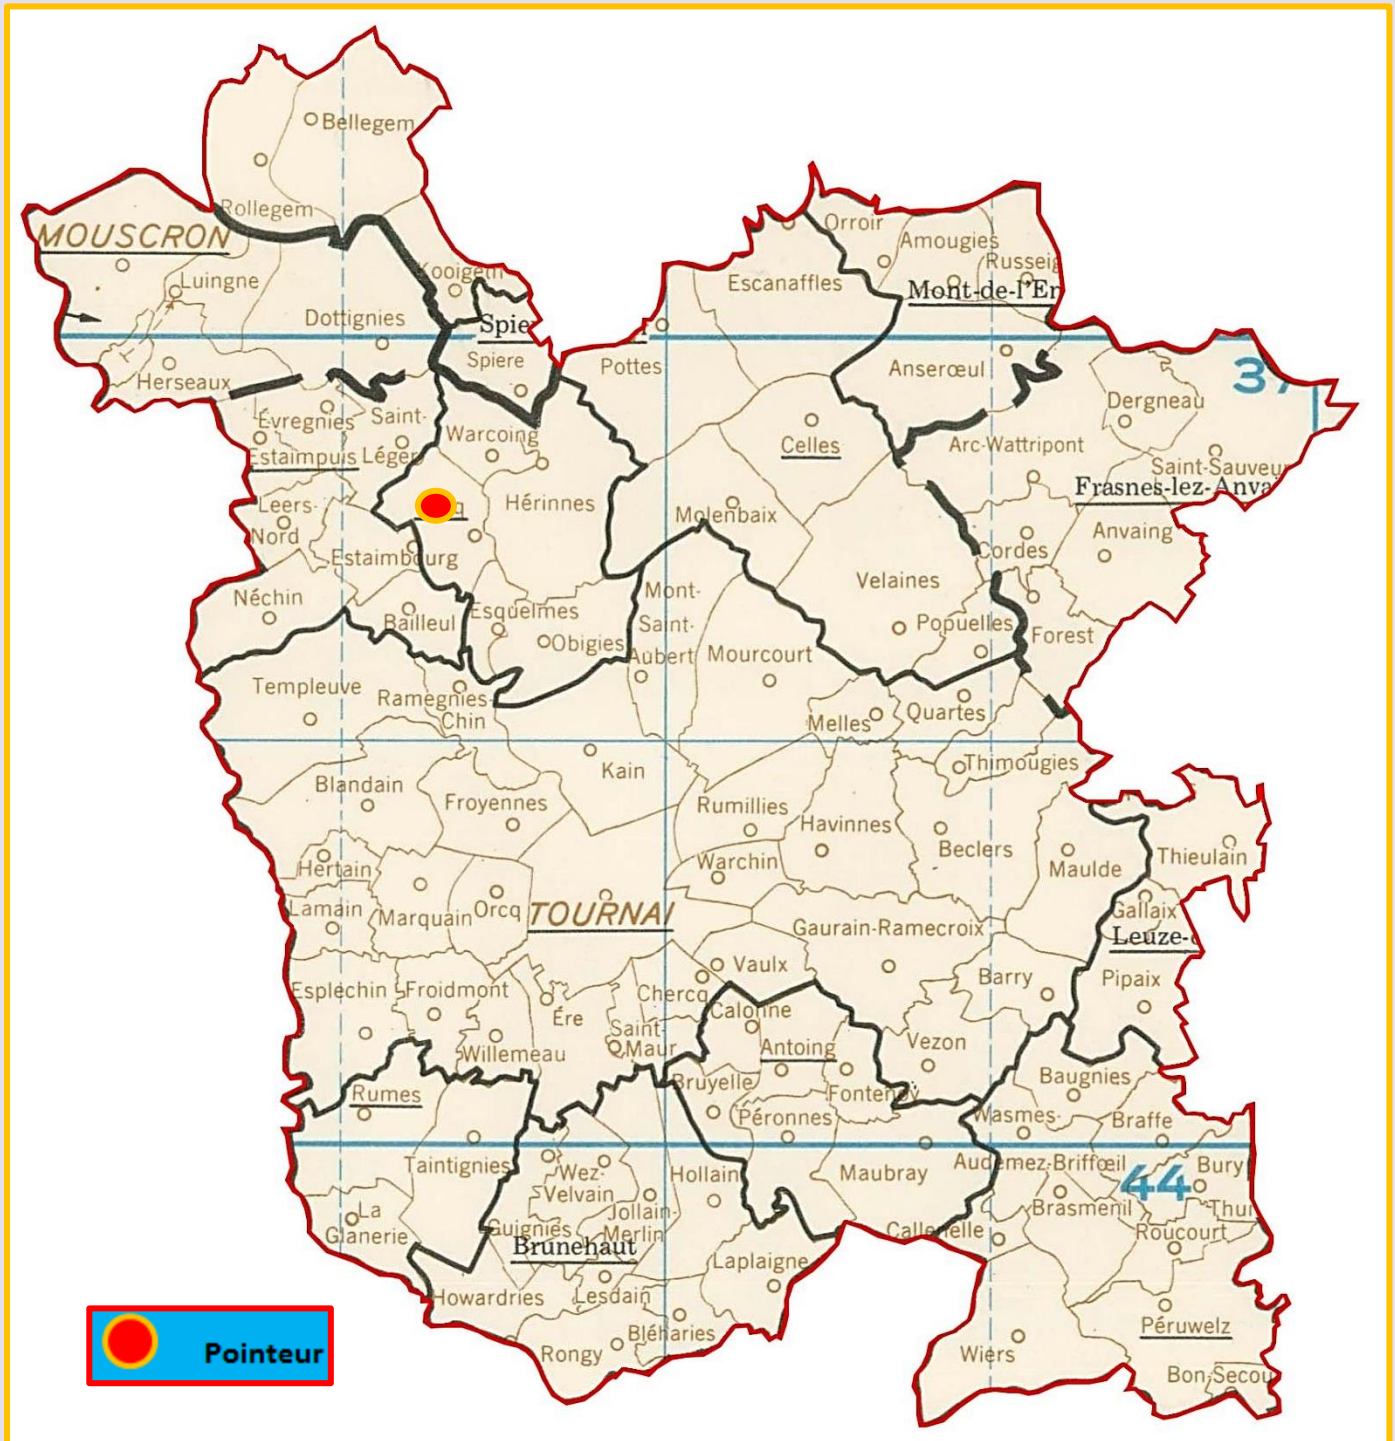 Bellegem
Rollegem
MOUSCRON
Luingne
Kooigem
Dottignies
Herseaux
Spiere
Orroir
Amougies
Escanaffles
Mont-de-l'En
Pottes
Anserœul
37
Dergneau
Évregnies
Saint-
Léger
Estaimpuis
Warcoing
Celles
Arc-Wattripont
Saint-Sauveur
Frasnes-lez-Anva
Leers-
Nord
Hérinnes
Molenbaix
Anvaing
Estaimbourg
Cordes
Velaines
Néchin
Bailleul
Esquelmes
Obigies
Mont-
Saint-
Aubert
Popuelles
Forest
Mourcourt
Templeuve
Ramegnies-
Chin
Melles
Quartes
Thimougies
Kain
Blandain
Froyennes
Rumillies
Havinnes
Beclers
Maulde
Thieulain
Hertain
Warchin
Lamain
Marquain
Orcq
TOURNAI
Gallaix
Leuze-
Gaurain-Ramecroix
Vaulx
Barry
Pipaix
Esplechin
Froidmont
Ére
Chercq
Calonne
Saint-
Maur
Willemeau
Antoing
Vezon
Rumes
Bruyelle
Fontenoy
Baugnies
Péronnes
Wasmes-
Braffe
Taintignies
Wez-
Velvain
Hollain
Maubray
Audemez-Briffœil
44
Bury
La
Glanerie
Guignies
Jollain-
Merlin
Brasmenil
Thui
Brunehaut
Callenelle
Roucourt
Laplaigne
Howardries
Lesdain
Bléharies
Rongy
Péruwelz
Wiers
Bon-Secou
Pointeur